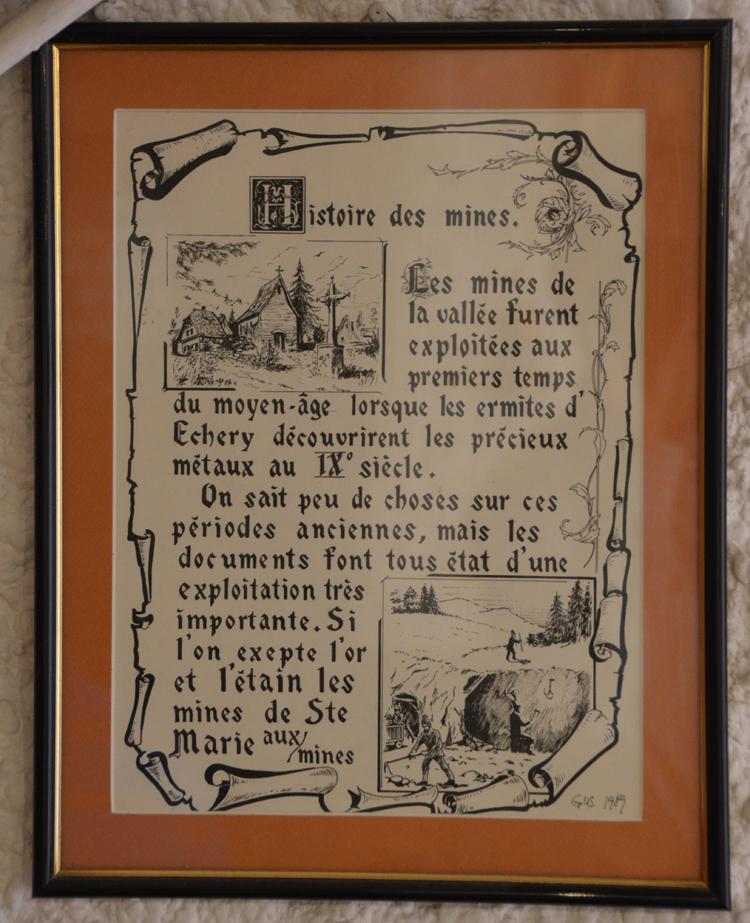 Histoire des mines.
Les mines de
la vallée furent
exploitées aux
premiers temps
du moyen-âge lorsque les ermites d'
Echery découvrirent les précieux
métaux au IX° siècle.
On sait peu de choses sur ces
périodes anciennes, mais les
documents font tous état d'une
exploitation très
importante. Si
l'on exepte l'or
et l'étain les
mines de Ste
Marie aux/mines
GUS 1989